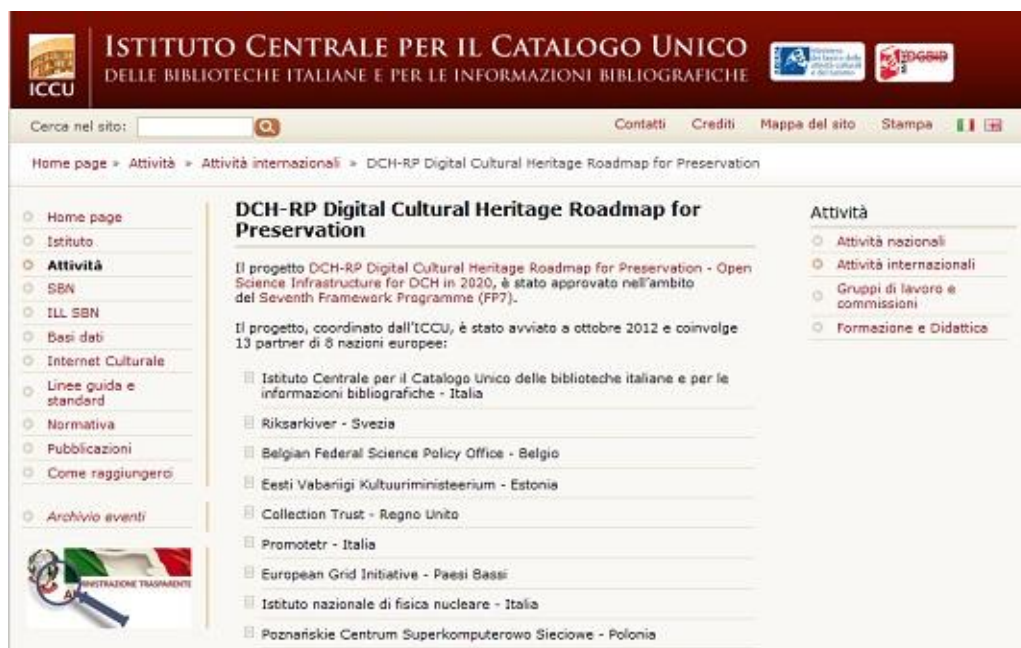 ICCU
ISTITUTO CENTRALE PER IL CATALOGO UNICO
DELLE BIBLIOTECHE ITALIANE E PER LE INFORMAZIONI BIBLIOGRAFICHE
Cerca nel sito:
Contatti Crediti Mappa del sito Stampa
Home page » Attività » Attività internazionali » DCH-RP Digital Cultural Heritage Roadmap for Preservation
Home page
Istituto
Attività
SBN
ILL SBN
Basi dati
Internet Culturale
Linee guida e
standard
Normativa
Pubblicazioni
Come raggiungerci
Archivio eventi
MINISTRAZIONE TRASPARENTE
DCH-RP Digital Cultural Heritage Roadmap for
Preservation
Il progetto DCH-RP Digital Cultural Heritage Roadmap for Preservation - Open
Science Infrastructure for DCH in 2020, è stato approvato nell'ambito
del Seventh Framework Programme (FP7).
Il progetto, coordinato dall'ICCU, è stato avviato a ottobre 2012 e coinvolge
13 partner di 8 nazioni europee:
Istituto Centrale per il Catalogo Unico delle biblioteche italiane e per le
informazioni bibliografiche - Italia
Riksarkiver - Svezia
Belgian Federal Science Policy Office - Belgio
Eesti Vabariigi Kultuuriministeerium - Estonia
Collection Trust - Regno Unito
Promotetr - Italia
European Grid Initiative - Paesi Bassi
Istituto nazionale di fisica nucleare - Italia
Poznańskie Centrum Superkomputerowo Sieciowe - Polonia
Attività
Attività nazionali
Attività internazionali
Gruppi di lavoro e
commissioni
Formazione e Didattica